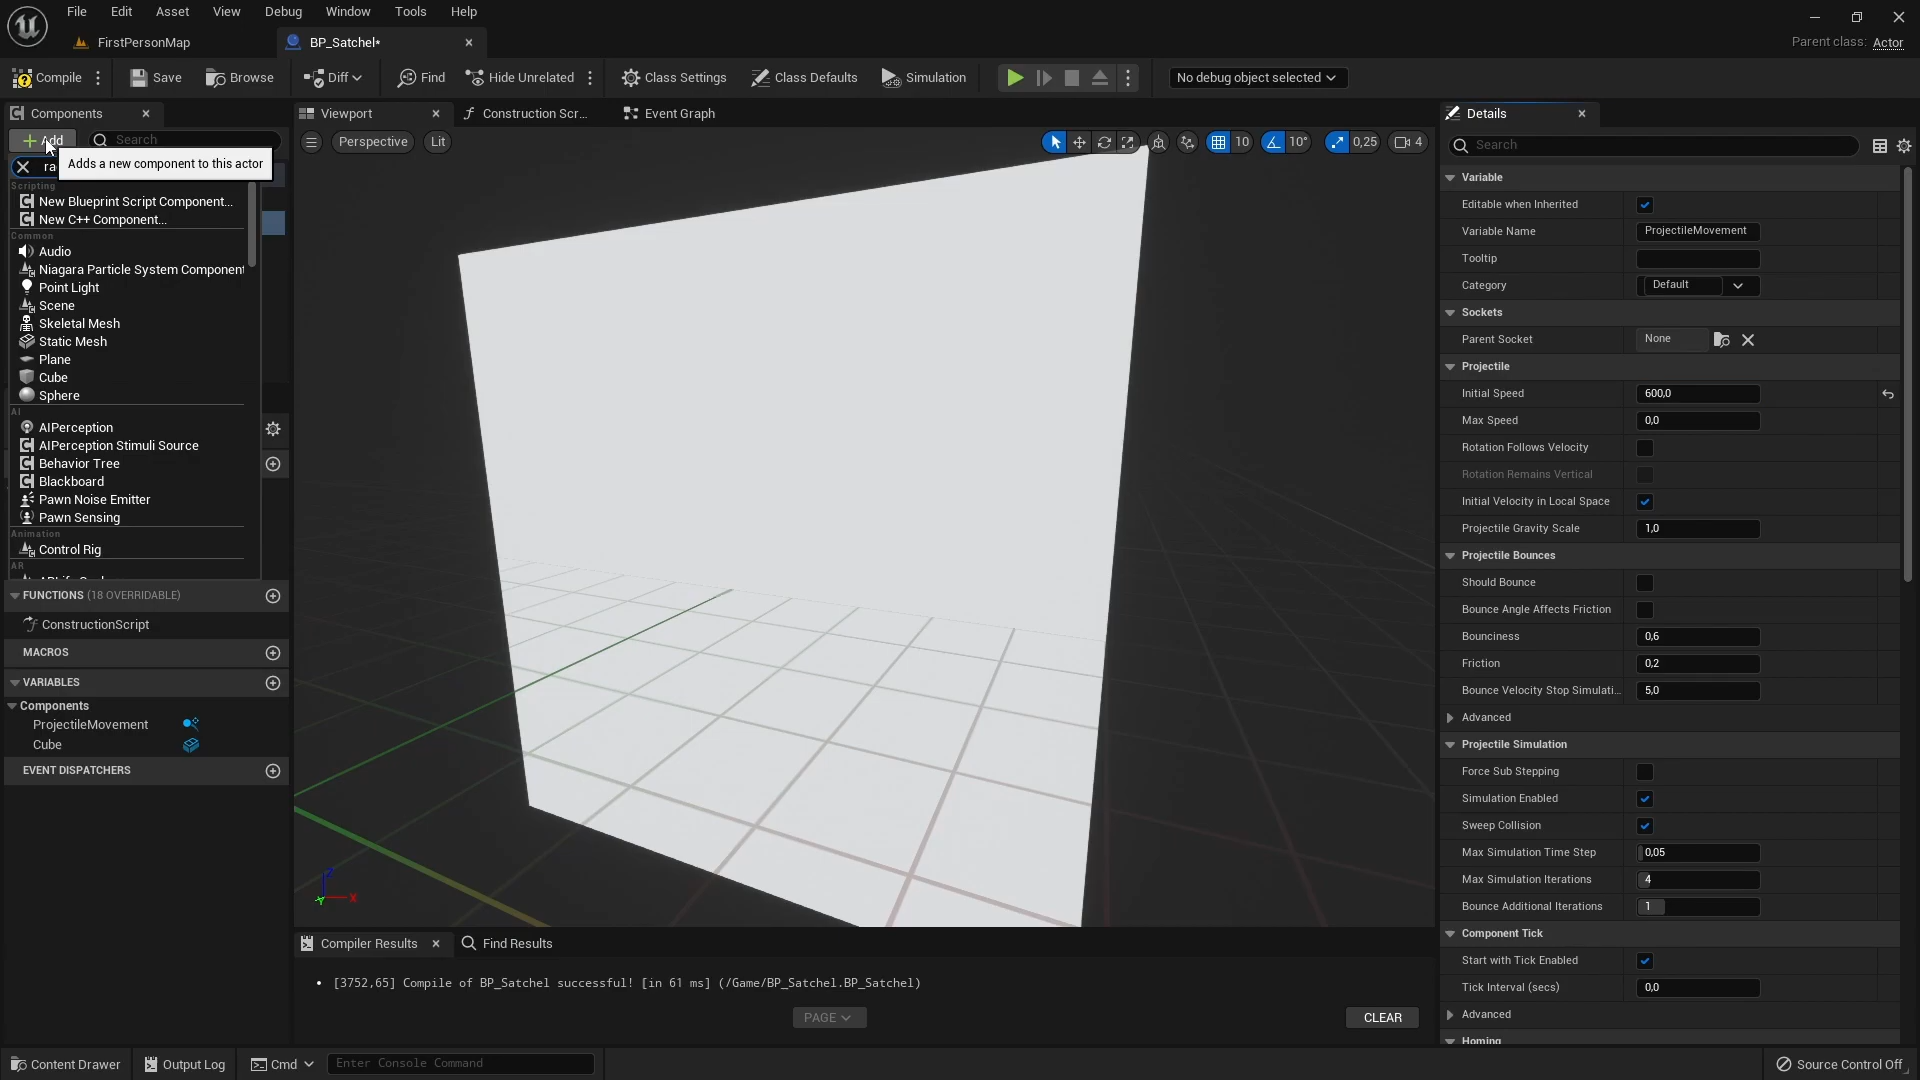 File Edit Asset View Debug Window Tools Help
FirstPersonMap
BP_Satchel*
Parent class: Actor
Compile
Save
Browse
Diff
Find
Hide Unrelated
Class Settings
Class Defaults
Simulation
No debug object selected
Components
Add
Search
ra
Adds a new component to this actor
Scripting
New Blueprint Script Component...
New C++ Component...
Common
Audio
Niagara Particle System Component
Point Light
Scene
Skeletal Mesh
Static Mesh
Plane
Cube
Sphere
AI
AIPerception
AIPerception Stimuli Source
Behavior Tree
Blackboard
Pawn Noise Emitter
Pawn Sensing
Animation
Control Rig
AR
FUNCTIONS (18 OVERRIDABLE)
ConstructionScript
MACROS
VARIABLES
Components
ProjectileMovement
Cube
EVENT DISPATCHERS
Viewport
Construction Scr...
Event Graph
Perspective
Lit
10
10°
0,25
4
Z
X
Y
Compiler Results
Find Results
[3752,65] Compile of BP_Satchel successful! [in 61 ms] (/Game/BP_Satchel.BP_Satchel)
PAGE
CLEAR
Details
Search
Variable
Editable when Inherited
Variable Name ProjectileMovement
Tooltip
Category Default
Sockets
Parent Socket None
Projectile
Initial Speed 600,0
Max Speed 0,0
Rotation Follows Velocity
Rotation Remains Vertical
Initial Velocity in Local Space
Projectile Gravity Scale 1,0
Projectile Bounces
Should Bounce
Bounce Angle Affects Friction
Bounciness 0,6
Friction 0,2
Bounce Velocity Stop Simulati... 5,0
Advanced
Projectile Simulation
Force Sub Stepping
Simulation Enabled
Sweep Collision
Max Simulation Time Step 0,05
Max Simulation Iterations 4
Bounce Additional Iterations 1
Component Tick
Start with Tick Enabled
Tick Interval (secs) 0,0
Advanced
Homing
Content Drawer
Output Log
Cmd
Enter Console Command
Source Control Off